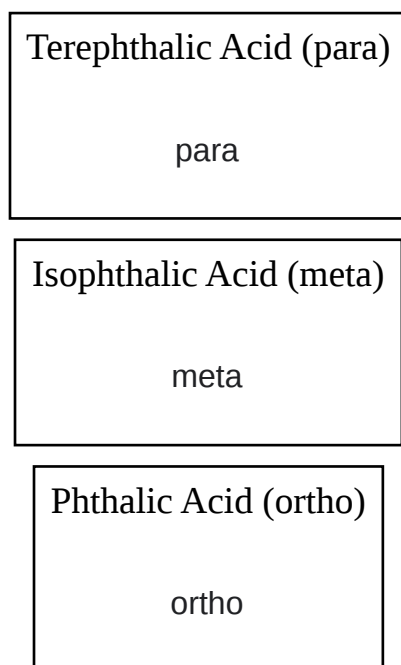 Terephthalic Acid (para)
para
Isophthalic Acid (meta)
meta
Phthalic Acid (ortho)
ortho